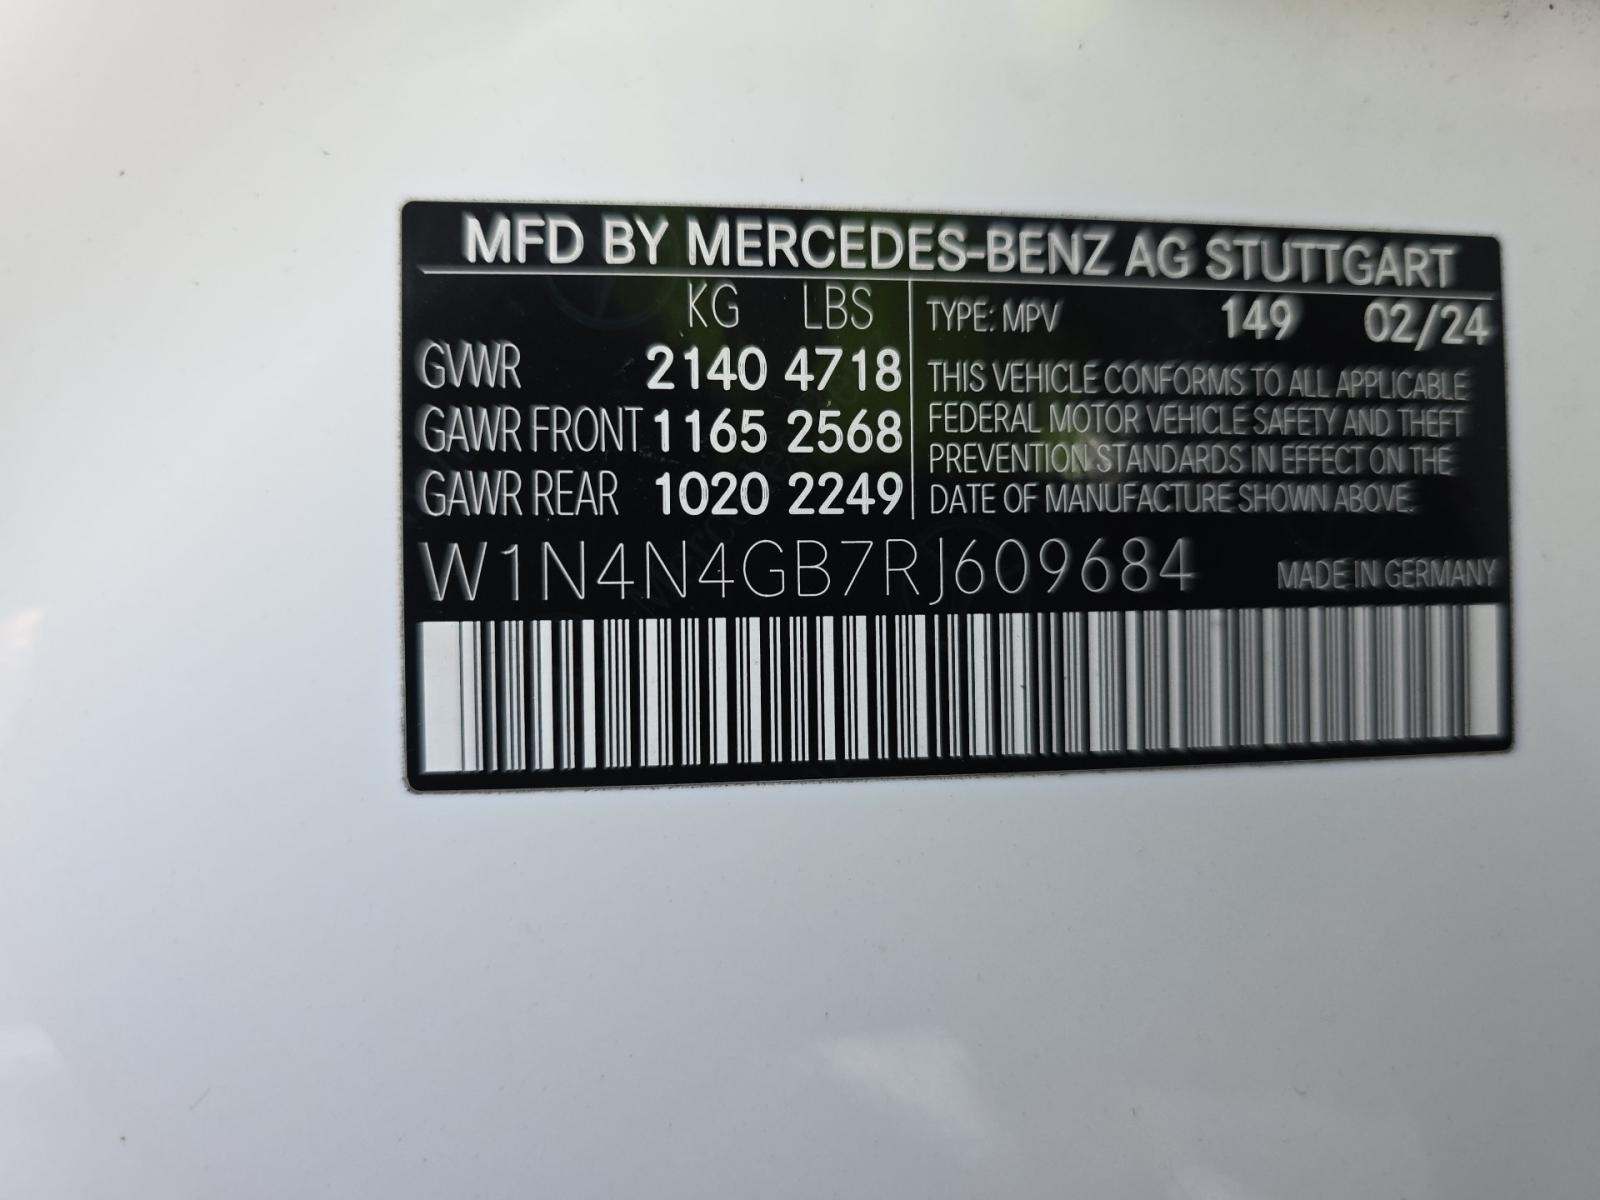 MFD BY MERCEDES-BENZ AG STUTTGART
KG LBS
GVWR 2140 4718
GAWR FRONT 1165 2568
GAWR REAR 1020 2249
TYPE: MPV 149 02/24
THIS VEHICLE CONFORMS TO ALL APPLICABLE
FEDERAL MOTOR VEHICLE SAFETY AND THEFT
PREVENTION STANDARDS IN EFFECT ON THE
DATE OF MANUFACTURE SHOWN ABOVE.
W1N4N4GB7RJ609684 MADE IN GERMANY